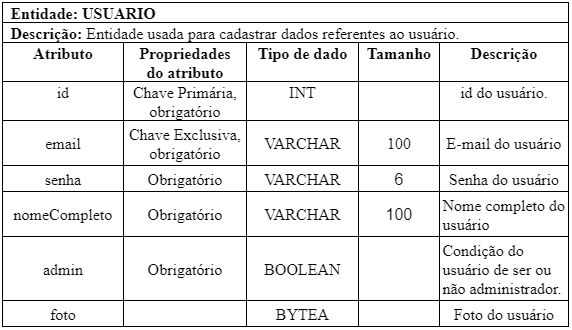 Entidade: USUARIO
Descrição: Entidade usada para cadastrar dados referentes ao usuário.
Atributo Propriedades do atributo Tipo de dado Tamanho Descrição
id Chave Primária, obrigatório INT id do usuário.
email Chave Exclusiva, obrigatório VARCHAR 100 E-mail do usuário
senha Obrigatório VARCHAR 6 Senha do usuário
nomeCompleto Obrigatório VARCHAR 100 Nome completo do usuário
admin Obrigatório BOOLEAN Condição do usuário de ser ou não administrador.
foto BYTEA Foto do usuário